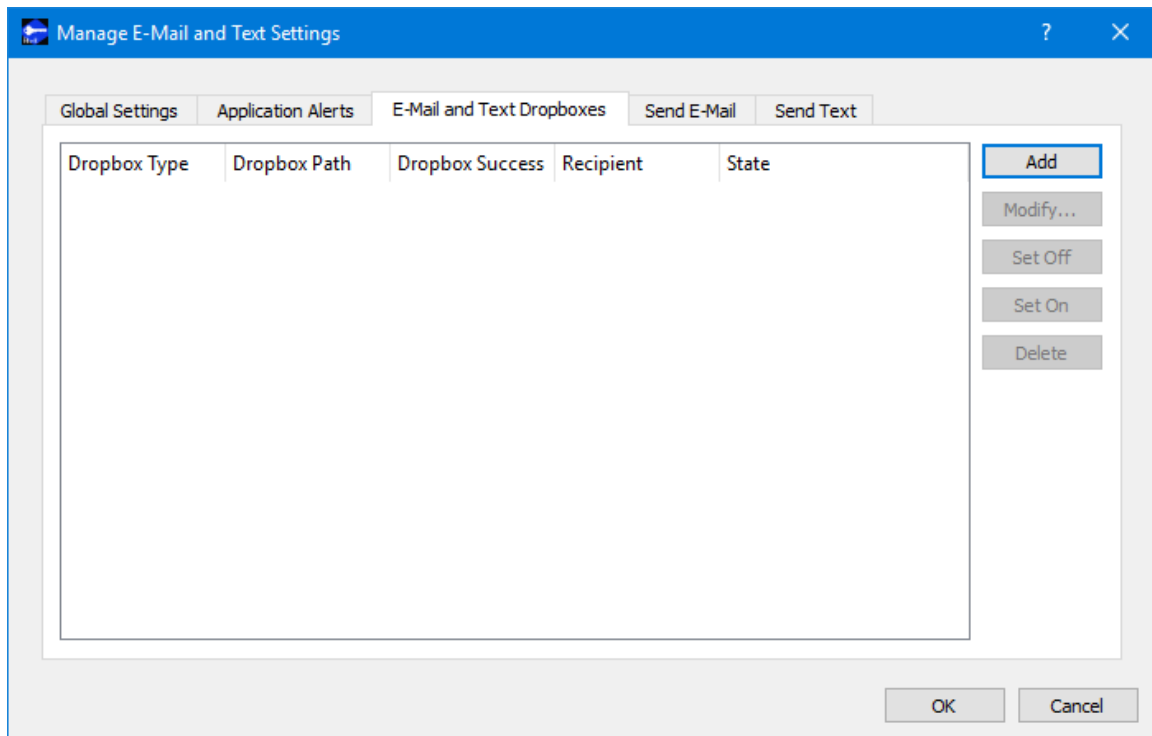 Manage E-Mail and Text Settings ?
Global Settings Application Alerts E-Mail and Text Dropboxes Send E-Mail Send Text
Dropbox Type Dropbox Path Dropbox Success Recipient State
Add
Modify...
Set Off
Set On
Delete
OK Cancel